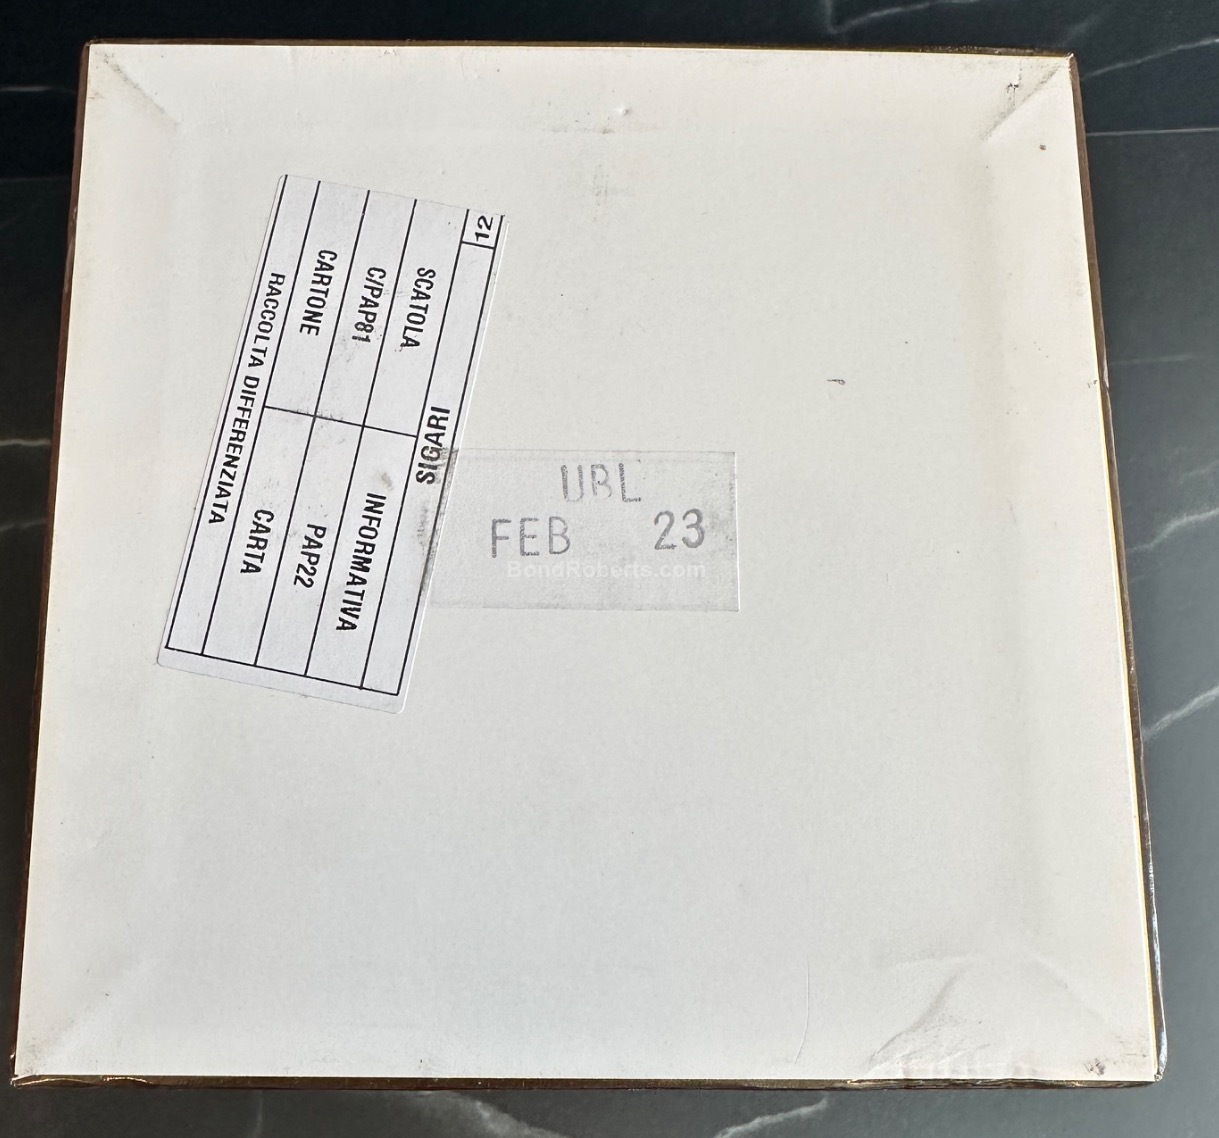 12
SIGARI
SCATOLA INFORMATIVA
C/PAP81 PAP22
CARTONE CARTA
RACCOLTA DIFFERENZIATA
UBL
FEB 23
BondRoberts.com